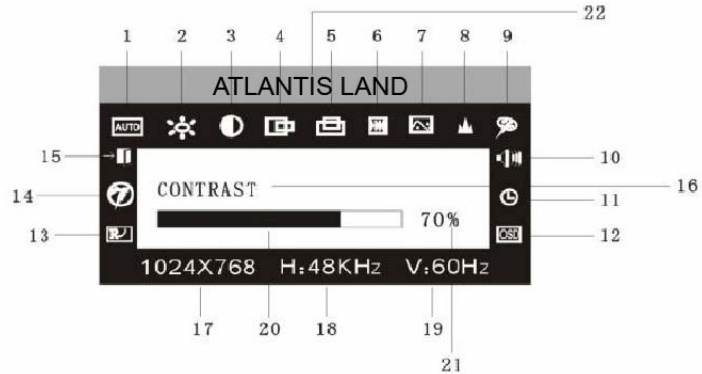 22
1 2 3 4 5 6 7 8 9
ATLANTIS LAND
AUTO
15 10
CONTRAST 16
14 11
70%
13 R OSD 12
1024X768 H:48KHz V:60Hz
17 20 18 19
21